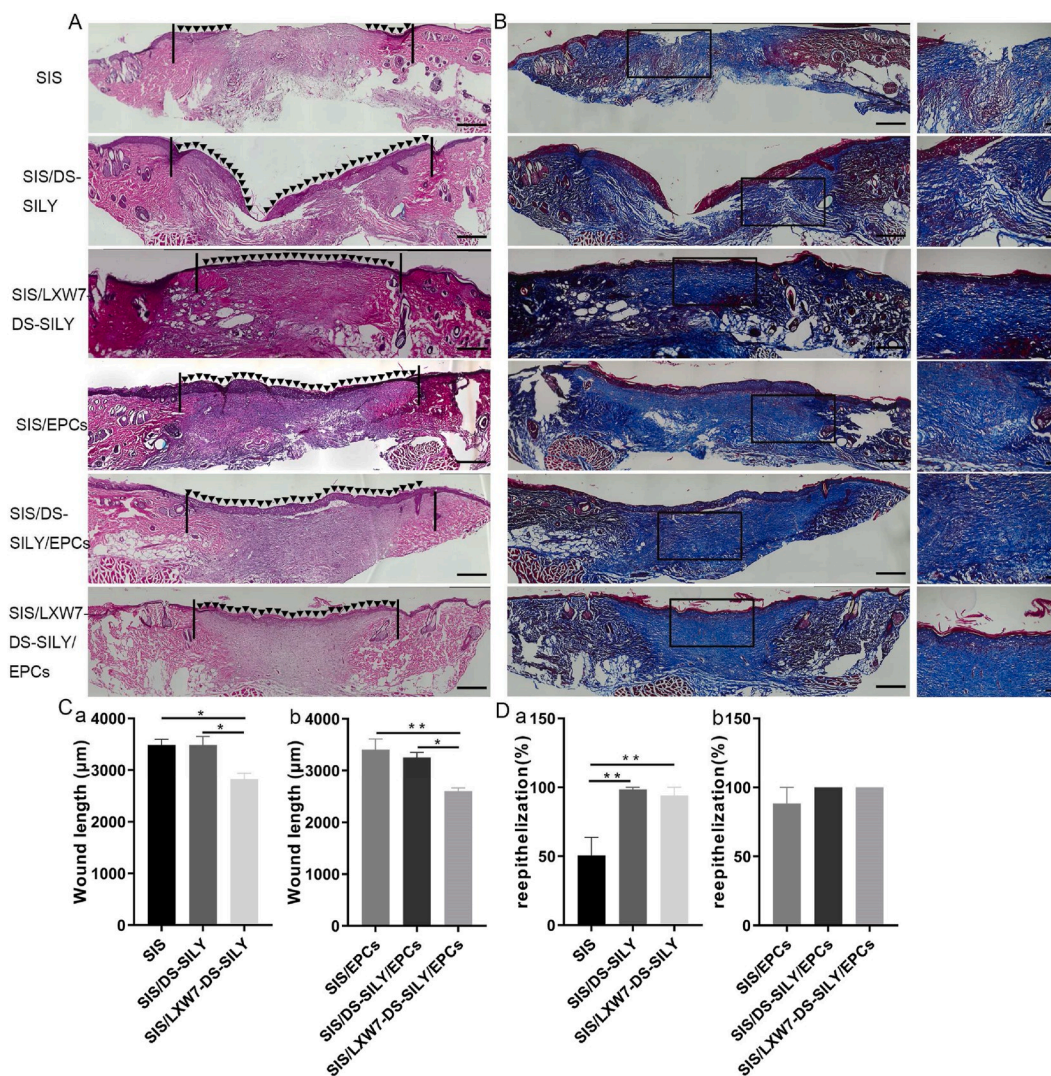 A
B
SIS
SIS/DS-
SILY
SIS/LXW7-
DS-SILY
SIS/EPCs
SIS/DS-
SILY/EPCs
SIS/LXW7-
DS-SILY/
EPCs
C
a
Wound length (μm)
4000
3000
2000
1000
0
*
*
SIS
SIS/DS-SILY
SIS/LXW7-DS-SILY
b
Wound length (μm)
4000
3000
2000
1000
0
* *
*
SIS/EPCs
SIS/DS-SILY/EPCs
SIS/LXW7-DS-SILY/EPCs
D
a
reepithelization(%)
150
100
50
0
* *
* *
SIS
SIS/DS-SILY
SIS/LXW7-DS-SILY
b
reepithelization(%)
150
100
50
0
SIS/EPCs
SIS/DS-SILY/EPCs
SIS/LXW7-DS-SILY/EPCs